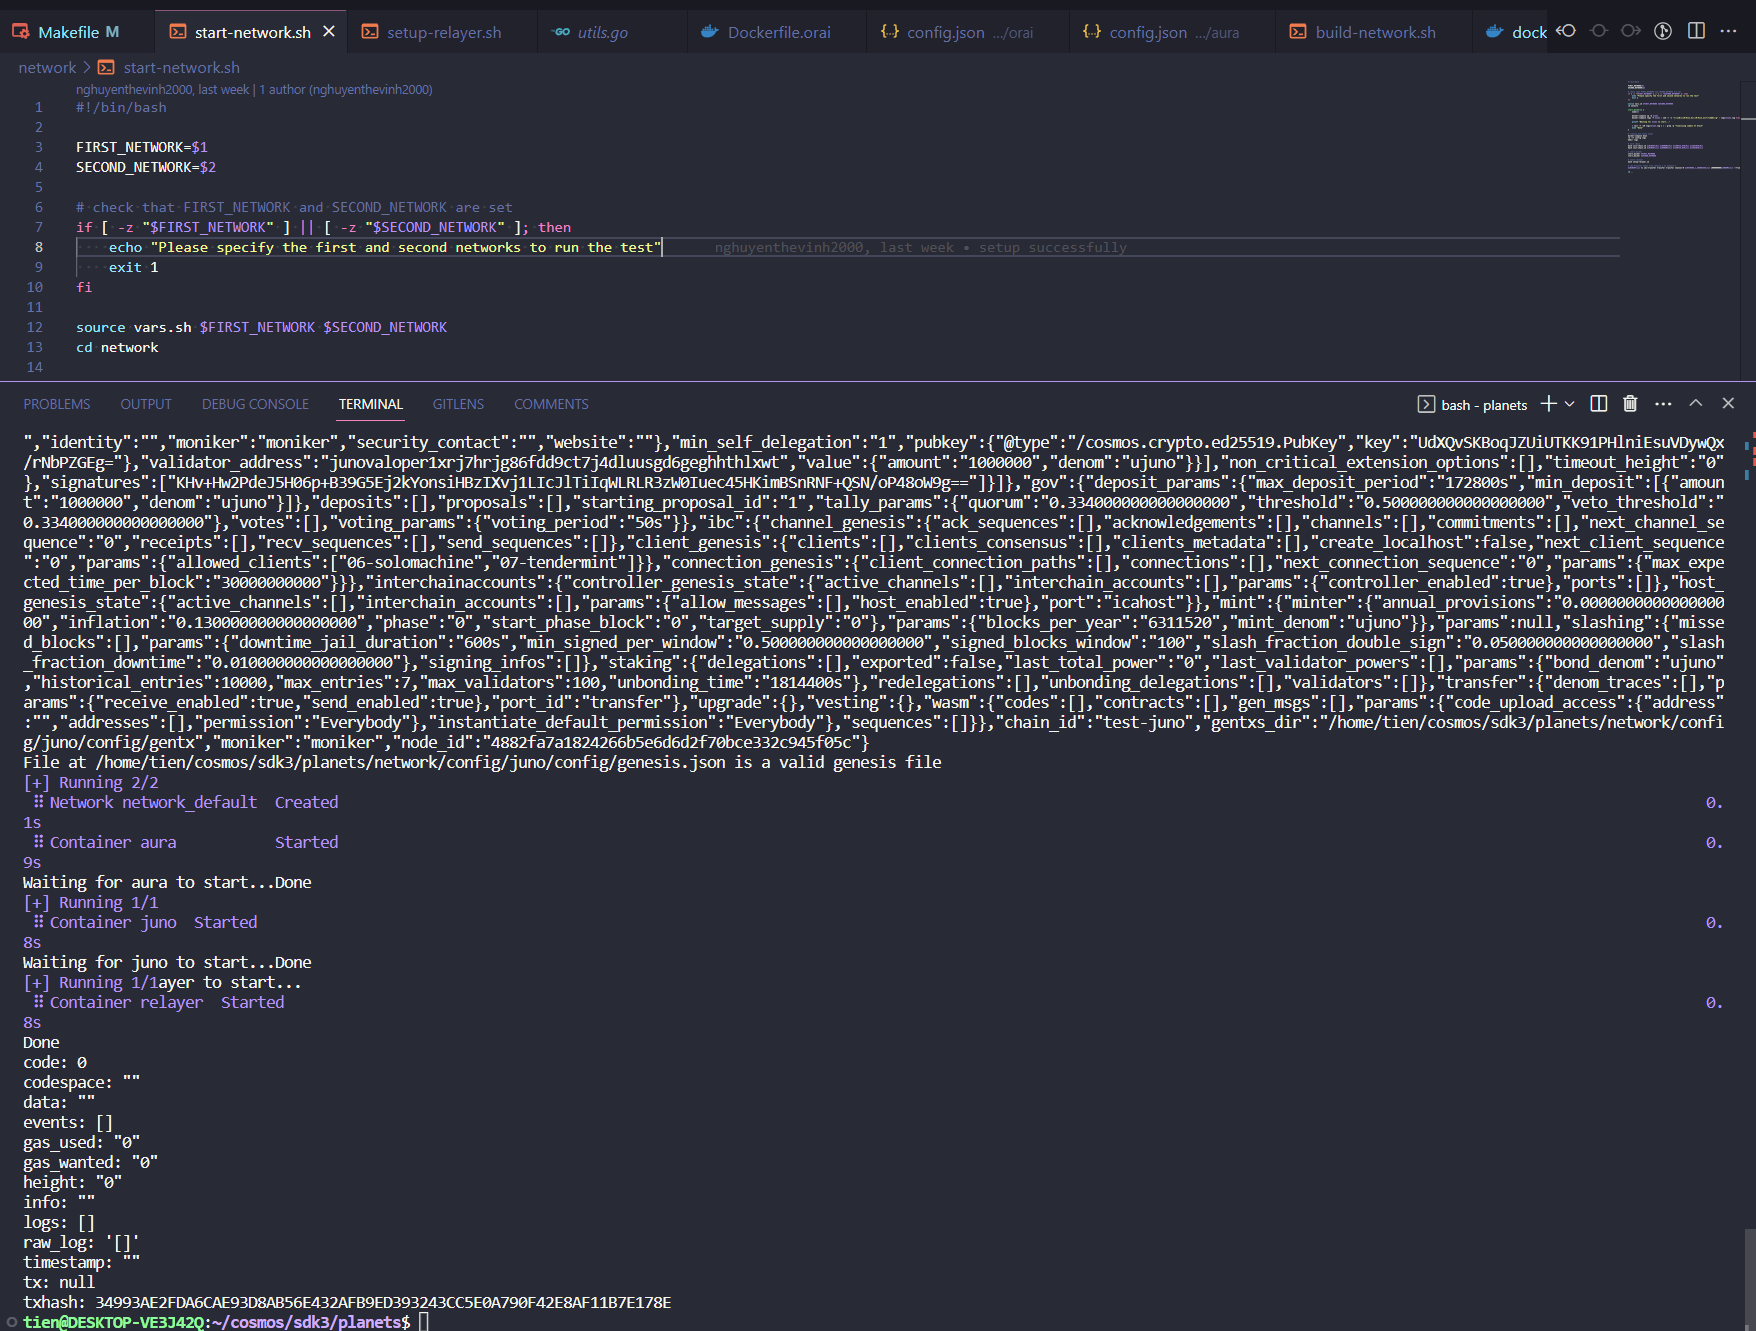 Makefile M
start-network.sh
setup-relayer.sh
utils.go
Dockerfile.orai
config.json .../orai
config.json .../aura
build-network.sh
dock
network > start-network.sh
nghuyenthevinh2000, last week | 1 author (nghuyenthevinh2000)
1 #!/bin/bash
2
3 FIRST_NETWORK=$1
4 SECOND_NETWORK=$2
5
6 # check that FIRST_NETWORK and SECOND_NETWORK are set
7 if [ -z "$FIRST_NETWORK" ] || [ -z "$SECOND_NETWORK" ]; then
8 echo "Please specify the first and second networks to run the test" nghuyenthevinh2000, last week • setup successfully
9 exit 1
10 fi
11
12 source vars.sh $FIRST_NETWORK $SECOND_NETWORK
13 cd network
14
PROBLEMS OUTPUT DEBUG CONSOLE TERMINAL GITLENS COMMENTS
bash - planets
","identity":"","moniker":"moniker","security_contact":"","website":""},"min_self_delegation":"1","pubkey":{"@type":"/cosmos.crypto.ed25519.PubKey","key":"UdXQvSKBoqJZUiUTKK91PHlniEsuVDywQx
/rNbPZGEg="},"validator_address":"junovaloper1xrj7hrjg86fdd9ct7j4dluusgd6geghhthlxwt","value":{"amount":"1000000","denom":"ujuno"}}],"non_critical_extension_options":[],"timeout_height":"0"
},"signatures":["KHv+Hw2PdeJ5H06p+B39G5Ej2kYonsiHBzIXvj1LIcJlTiIqWLRLR3zW0Iuec45HKimBSnRNF+QSN/oP48oW9g=="]}]},"gov":{"deposit_params":{"max_deposit_period":"172800s","min_deposit":[{"amoun
t":"1000000","denom":"ujuno"}]},"deposits":[],"proposals":[],"starting_proposal_id":"1","tally_params":{"quorum":"0.334000000000000000","threshold":"0.500000000000000000","veto_threshold":"
0.334000000000000000"},"votes":[],"voting_params":{"voting_period":"50s"}},"ibc":{"channel_genesis":{"ack_sequences":[],"acknowledgements":[],"channels":[],"commitments":[],"next_channel_se
quence":"0","receipts":[],"recv_sequences":[],"send_sequences":[]},"client_genesis":{"clients":[],"clients_consensus":[],"clients_metadata":[],"create_localhost":false,"next_client_sequence
":"0","params":{"allowed_clients":["06-solomachine","07-tendermint"]}},"connection_genesis":{"client_connection_paths":[],"connections":[],"next_connection_sequence":"0","params":{"max_expe
cted_time_per_block":"30000000000"}}},"interchainaccounts":{"controller_genesis_state":{"active_channels":[],"interchain_accounts":[],"params":{"controller_enabled":true},"ports":[]},"host_
genesis_state":{"active_channels":[],"interchain_accounts":[],"params":{"allow_messages":[],"host_enabled":true},"port":"icahost"}},"mint":{"minter":{"annual_provisions":"0.0000000000000000
00","inflation":"0.130000000000000000","phase":"0","start_phase_block":"0","target_supply":"0"},"params":{"blocks_per_year":"6311520","mint_denom":"ujuno"}},"params":null,"slashing":{"misse
d_blocks":[],"params":{"downtime_jail_duration":"600s","min_signed_per_window":"0.500000000000000000","signed_blocks_window":"100","slash_fraction_double_sign":"0.050000000000000000","slash
_fraction_downtime":"0.010000000000000000"},"signing_infos":[]},"staking":{"delegations":[],"exported":false,"last_total_power":"0","last_validator_powers":[],"params":{"bond_denom":"ujuno"
,"historical_entries":10000,"max_entries":7,"max_validators":100,"unbonding_time":"1814400s"},"redelegations":[],"unbonding_delegations":[],"validators":[]},"transfer":{"denom_traces":[],"p
arams":{"receive_enabled":true,"send_enabled":true},"port_id":"transfer"},"upgrade":{},"vesting":{},"wasm":{"codes":[],"contracts":[],"gen_msgs":[],"params":{"code_upload_access":{"address"
:"","addresses":[],"permission":"Everybody"},"instantiate_default_permission":"Everybody"},"sequences":[]}},"chain_id":"test-juno","gentxs_dir":"/home/tien/cosmos/sdk3/planets/network/confi
g/juno/config/gentx","moniker":"moniker","node_id":"4882fa7a1824266b5e6d6d2f70bce332c945f05c"}
File at /home/tien/cosmos/sdk3/planets/network/config/juno/config/genesis.json is a valid genesis file
[+] Running 2/2
⠿ Network network_default Created 0.
1s
⠿ Container aura Started 0.
9s
Waiting for aura to start...Done
[+] Running 1/1
⠿ Container juno Started 0.
8s
Waiting for juno to start...Done
[+] Running 1/1ayer to start...
⠿ Container relayer Started 0.
8s
Done
code: 0
codespace: ""
data: ""
events: []
gas_used: "0"
gas_wanted: "0"
height: "0"
info: ""
logs: []
raw_log: '[]'
timestamp: ""
tx: null
txhash: 34993AE2FDA6CAE93D8AB56E432AFB9ED393243CC5E0A790F42E8AF11B7E178E
tien@DESKTOP-VE3J42Q:~/cosmos/sdk3/planets$